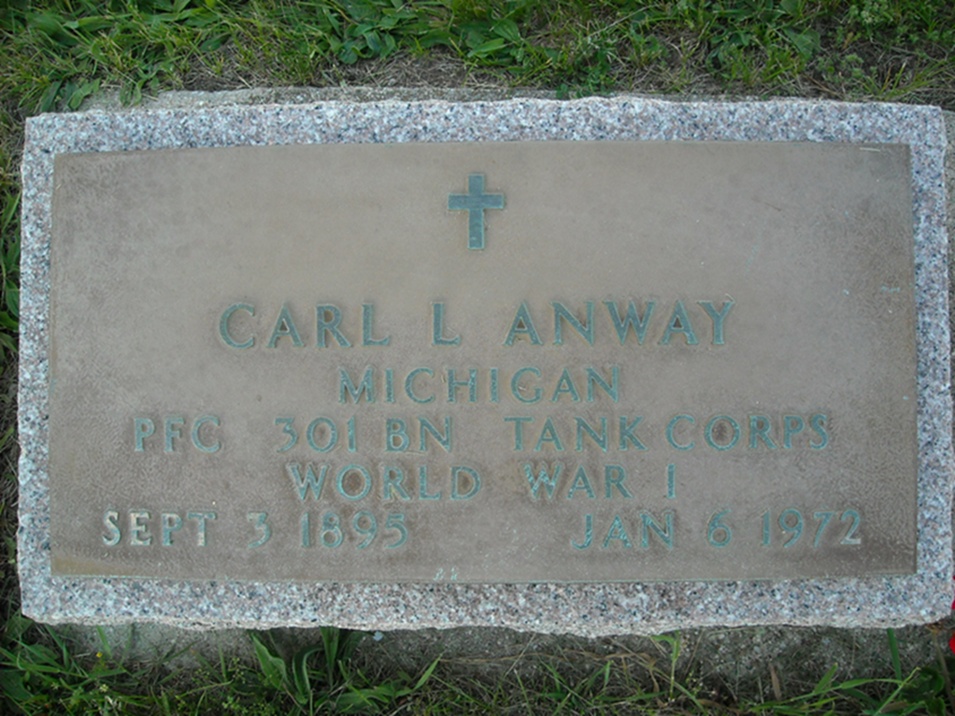 CARL L ANWAY
MICHIGAN
PFC 301 BN TANK CORPS
WORLD WAR I
SEPT 3 1895 JAN 6 1972